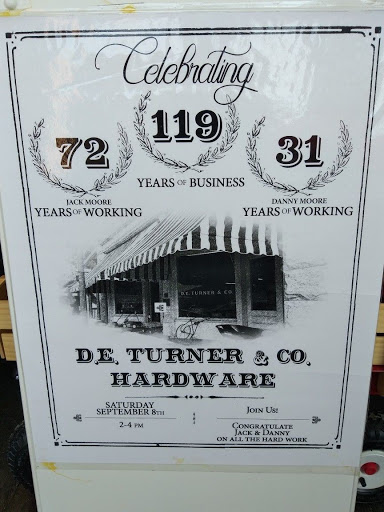 Celebrating
72
119
31
JACK MOORE
YEARS OF WORKING
YEARS OF BUSINESS
DANNY MOORE
YEARS OF WORKING
D.E. TURNER & CO.
D.E. TURNER & CO.
HARDWARE
SATURDAY
SEPTEMBER 8TH
2-4 PM
JOIN US!
CONGRATULATE
JACK & DANNY
ON ALL THE HARD WORK